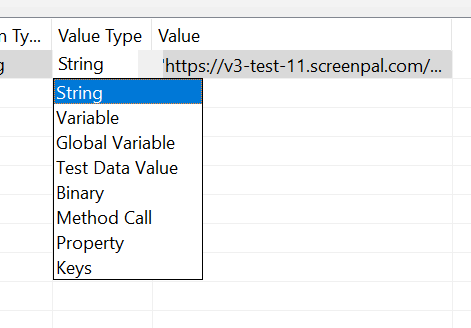 n Ty... Value Type Value
g String 'https://v3-test-11.screenpal.com/...
String
Variable
Global Variable
Test Data Value
Binary
Method Call
Property
Keys